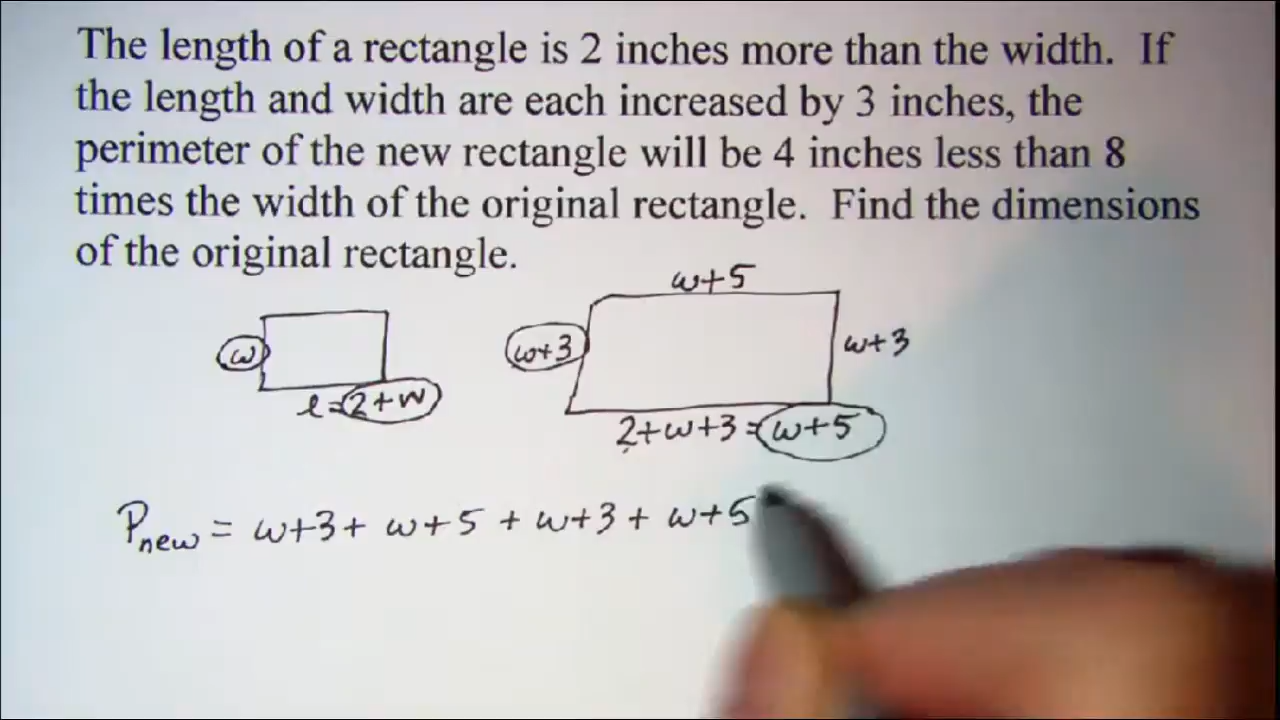 The length of a rectangle is 2 inches more than the width. If
the length and width are each increased by 3 inches, the
perimeter of the new rectangle will be 4 inches less than 8
times the width of the original rectangle. Find the dimensions
of the original rectangle.
w+5
w
w+3
w+3
l=2+w
2+w+3=w+5
Pnew = w+3+ w+5 + w+3 + w+5